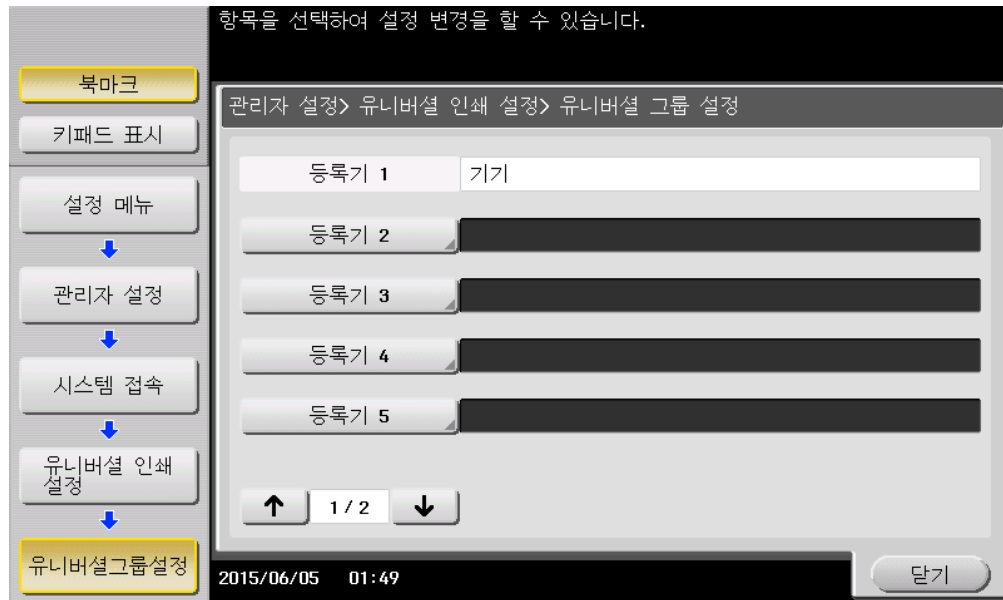 항목을 선택하여 설정 변경을 할 수 있습니다.
북마크
키패드 표시
설정 메뉴
관리자 설정
시스템 접속
유니버셜 인쇄
설정
유니버셜그룹설정
관리자 설정> 유니버셜 인쇄 설정> 유니버셜 그룹 설정
등록기 1 기기
등록기 2
등록기 3
등록기 4
등록기 5
↑ 1 / 2 ↓
2015/06/05 01:49
닫기